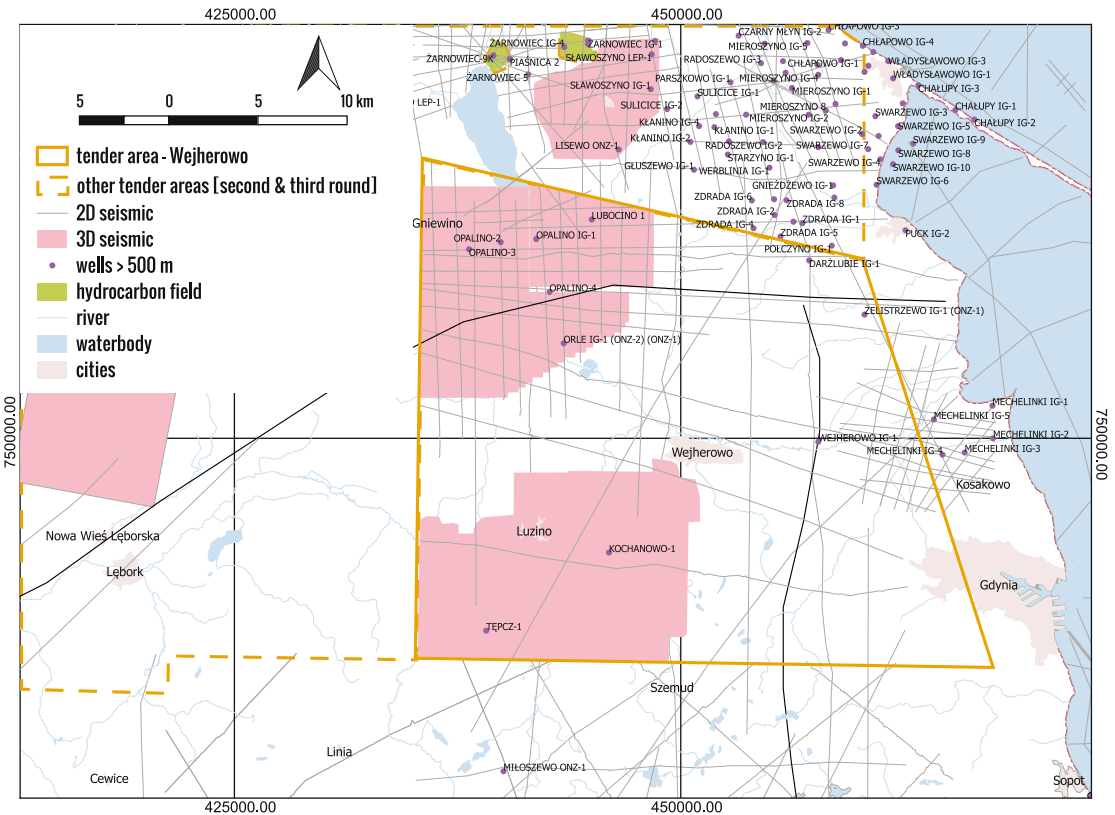 425000.00
450000.00
CHŁAPOWO IG-3
CZARNY MŁYN IG-2
ŻARNOWIEC IG-4
ŻARNOWIEC IG-1
MIEROSZYNO IG-5
CHŁAPOWO IG-4
ŻARNOWIEC-9K
PIAŚNICA 2
SŁAWOSZYNO LEP-1
RADOSZEWO IG-3
CHŁAPOWO IG-1
WŁADYSŁAWOWO IG-3
ŻARNOWIEC 5
SŁAWOSZYNO IG-1
PARSZKOWO IG-1
MIEROSZYNO IG-4
WŁADYSŁAWOWO IG-1
SULICICE IG-1
MIEROSZYNO IG-1
CHAŁUPY IG-3
5
0
5
10 km
LEP-1
SULICICE IG-2
MIEROSZYNO 8
CHAŁUPY IG-1
KŁANINO IG-4
MIEROSZYNO IG-2
SWARZEWO IG-3
CHAŁUPY IG-2
KŁANINO IG-1
SWARZEWO IG-2
SWARZEWO IG-5
KŁANINO IG-2
RADOSZEWO IG-2
SWARZEWO IG-7
SWARZEWO IG-9
LISEWO ONZ-1
STARZYNO IG-1
SWARZEWO IG-4
SWARZEWO IG-8
GŁUSZEWO IG-1
WERBLINIA IG-1
SWARZEWO IG-10
GNIEŻDŻEWO IG-1
SWARZEWO IG-6
ZDRADA IG-6
ZDRADA IG-8
ZDRADA IG-2
ZDRADA IG-1
ZDRADA IG-4
ZDRADA IG-5
PUCK IG-2
POŁCZYNO IG-1
DARŻLUBIE IG-1
tender area - Wejherowo
other tender areas [second & third round]
2D seismic
3D seismic
wells > 500 m
hydrocarbon field
river
waterbody
cities
Gniewino
LUBOCINO 1
OPALINO-2
OPALINO IG-1
OPALINO-3
OPALINO-4
ŻELISTRZEWO IG-1 (ONZ-1)
ORLE IG-1 (ONZ-2) (ONZ-1)
MECHELINKI IG-1
MECHELINKI IG-5
WEJHEROWO IG-1
MECHELINKI IG-2
MECHELINKI IG-4
MECHELINKI IG-3
750000.00
750000.00
Wejherowo
Kosakowo
Luzino
Nowa Wieś Lęborska
KOCHANOWO-1
Lębork
Gdynia
TĘPCZ-1
Szemud
Linia
MIŁOSZEWO ONZ-1
Cewice
Sopot
425000.00
450000.00